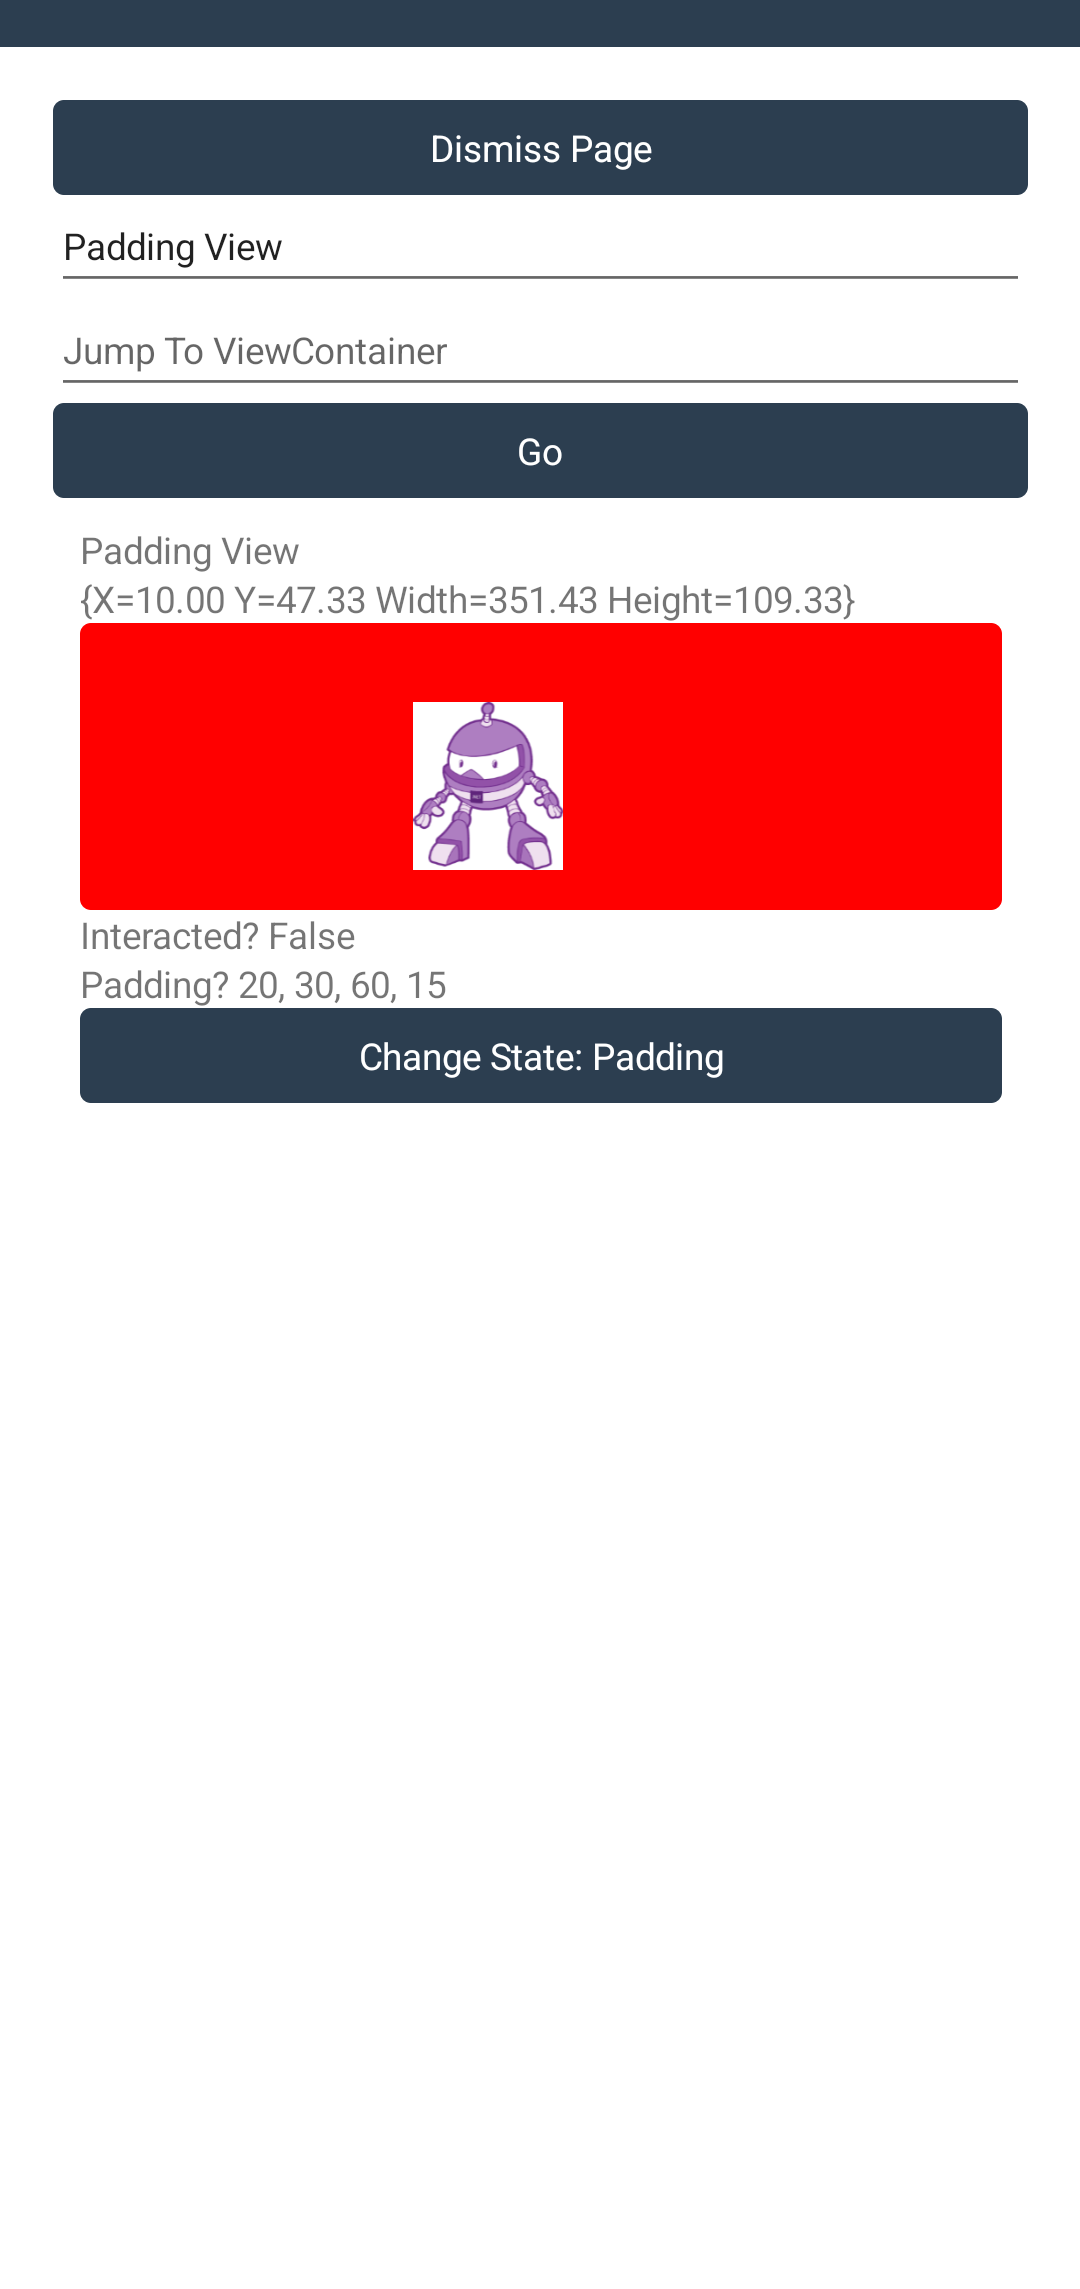 Dismiss Page
Padding View
Jump To ViewContainer
Go
Padding View
{X=10.00 Y=47.33 Width=351.43 Height=109.33}
Interacted? False
Padding? 20, 30, 60, 15
Change State: Padding